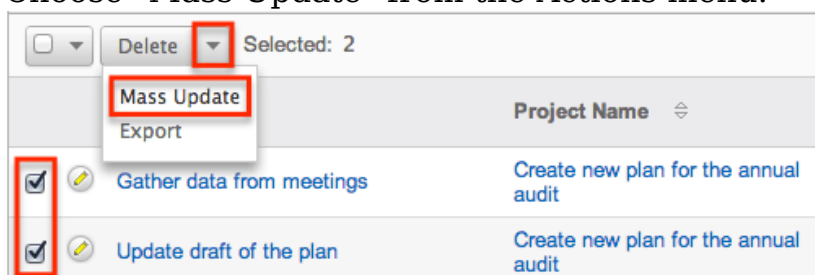 Choose "Mass Update" from the Actions menu.
Delete Selected: 2
Mass Update
Export
Project Name
Gather data from meetings
Create new plan for the annual
audit
Update draft of the plan
Create new plan for the annual
audit